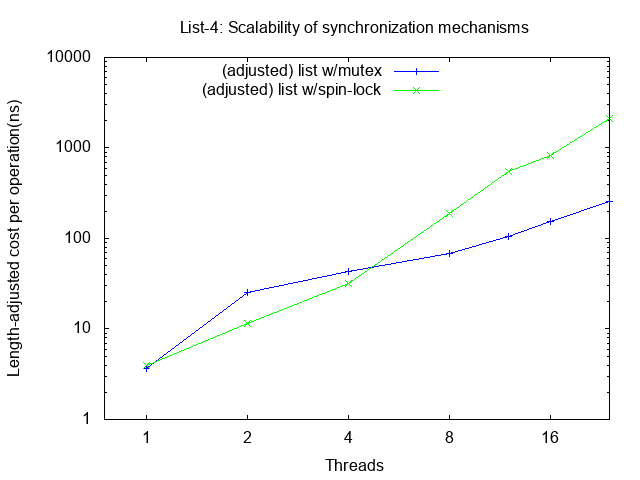 List-4: Scalability of synchronization mechanisms
Length-adjusted cost per operation(ns)
10000
1000
100
10
1
(adjusted) list w/mutex
(adjusted) list w/spin-lock
1 2 4 8 16
Threads